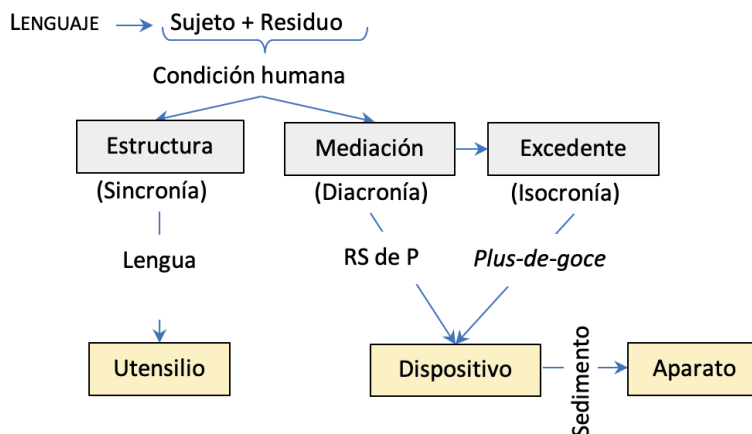 LENGUAJE Sujeto + Residuo
Condición humana
Estructura Mediación Excedente
(Sincronía) (Diacronía) (Isocronía)
Lengua RS de P Plus-de-goce
Utensilio Dispositivo Sedimento Aparato